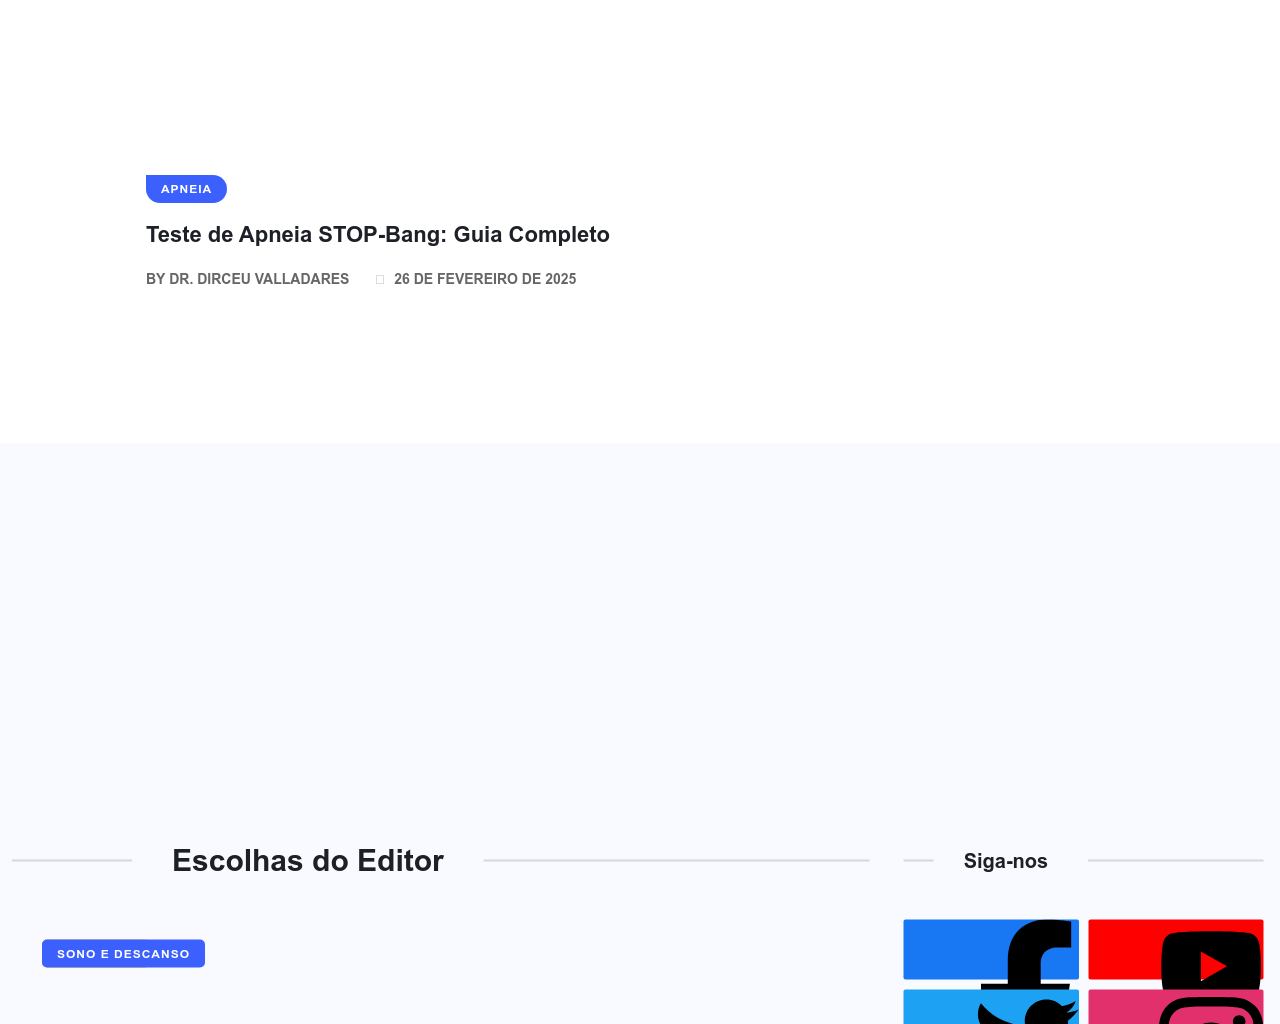 APNEIA
Teste de Apneia STOP-Bang: Guia Completo
BY DR. DIRCEU VALLADARES 26 DE FEVEREIRO DE 2025
Escolhas do Editor
Siga-nos
SONO E DESCANSO